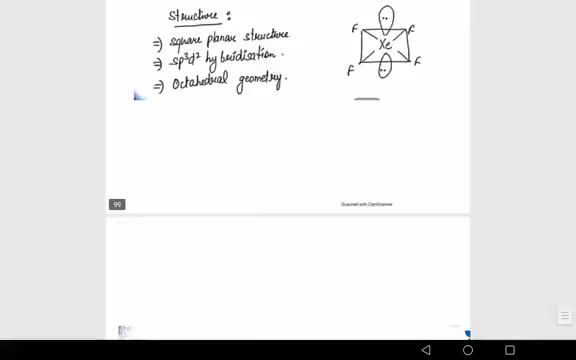 Structure :
⇒ square planar structure
⇒ sp³d² hybridisation.
⇒ Octahedral geometry.
F F
Xe
F F
99
Scanned with CamScanner